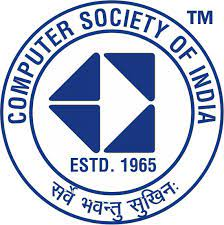 COMPUTER SOCIETY OF INDIA
TM
ESTD. 1965
सर्वे भवन्तु सुखिनः